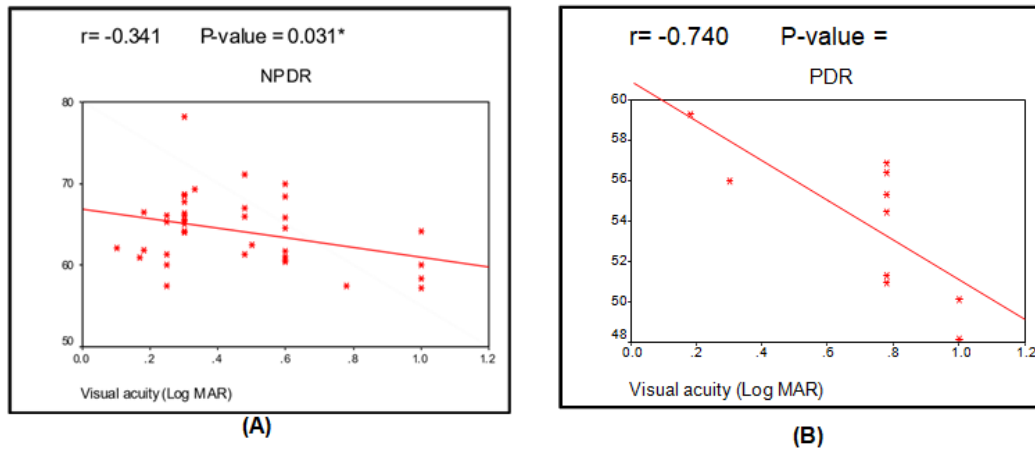 r= -0.341 P-value = 0.031*
NPDR
80
70
60
50
0.0 .2 .4 .6 .8 1.0 1.2
Visual acuity (Log MAR)
(A)
r= -0.740 P-value =
PDR
60
58
56
54
52
50
48
0.0 .2 .4 .6 .8 1.0 1.2
Visual acuity (Log MAR)
(B)